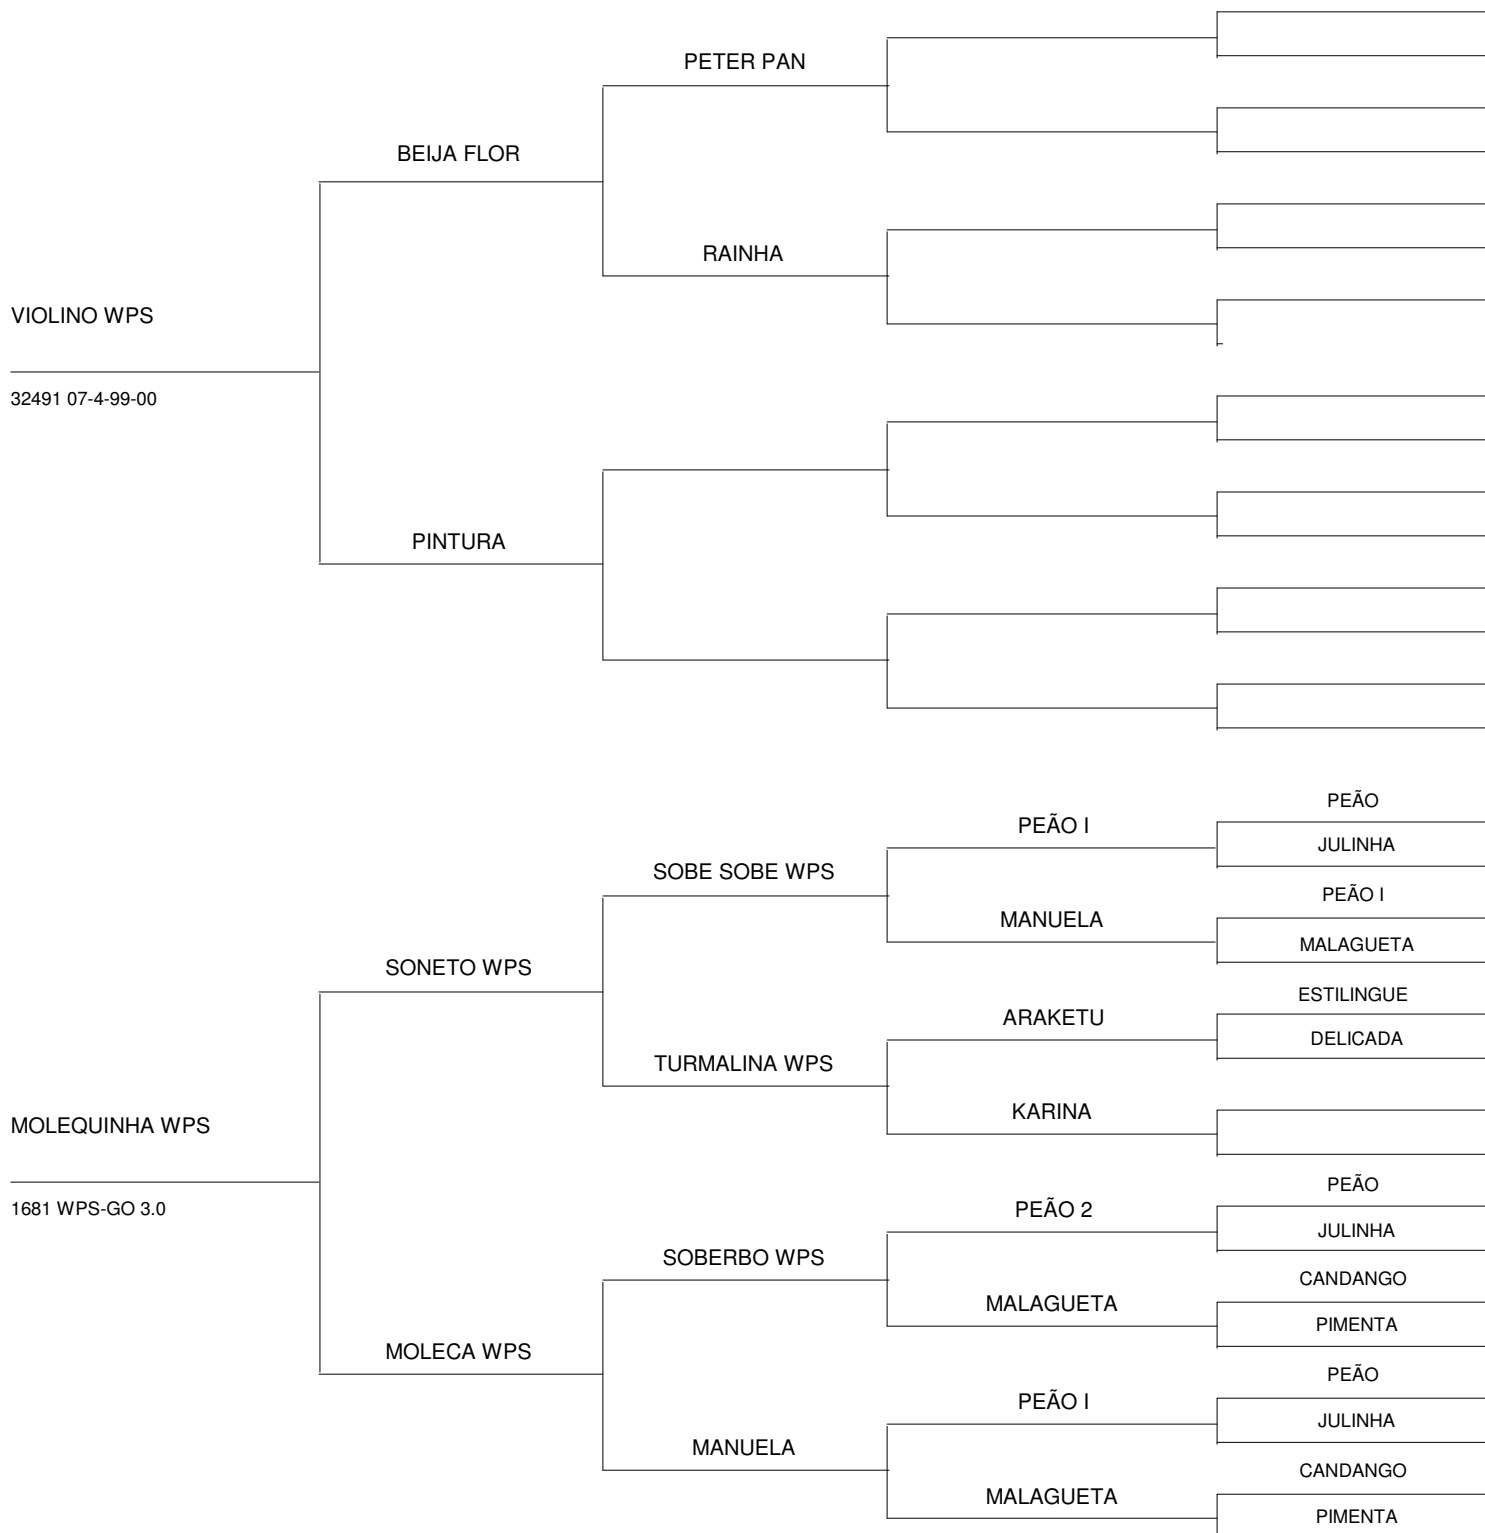 PETER PAN
BEIJA FLOR
RAINHA
VIOLINO WPS
32491 07-4-99-00
PINTURA
PEÃO
PEÃO I
JULINHA
SOBE SOBE WPS
PEÃO I
MANUELA
MALAGUETA
SONETO WPS
ESTILINGUE
ARAKETU
DELICADA
TURMALINA WPS
KARINA
MOLEQUINHA WPS
1681 WPS-GO 3.0
PEÃO
PEÃO 2
JULINHA
SOBERBO WPS
CANDANGO
MALAGUETA
PIMENTA
MOLECA WPS
PEÃO
PEÃO I
JULINHA
MANUELA
CANDANGO
MALAGUETA
PIMENTA